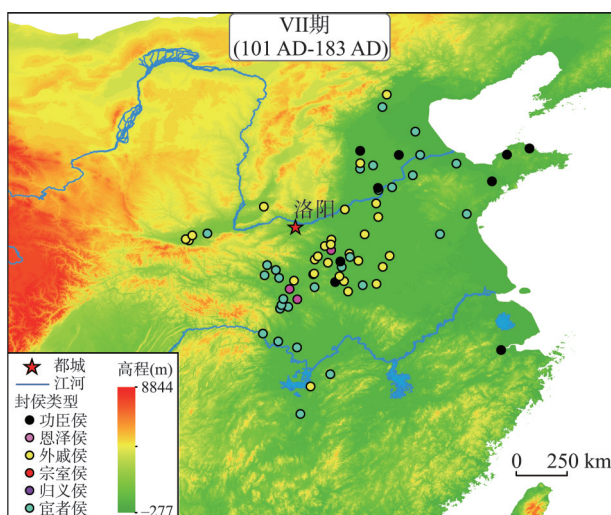 VII期
(101 AD-183 AD)
洛阳
都城
江河
封侯类型
功臣侯
恩泽侯
外戚侯
宗室侯
归义侯
宦者侯
高程(m)
8844
-277
0 250 km